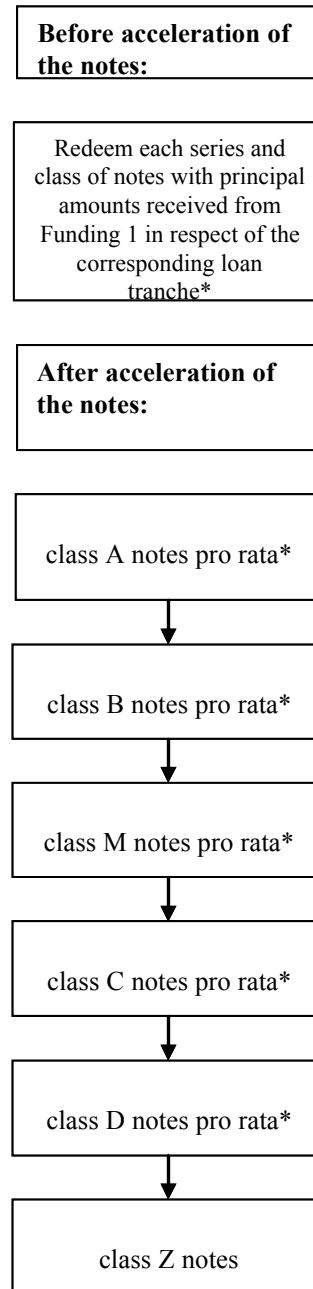 Before acceleration of
the notes:
Redeem each series and
class of notes with principal
amounts received from
Funding 1 in respect of the
corresponding loan
tranche*
After acceleration of
the notes:
class A notes pro rata*
class B notes pro rata*
class M notes pro rata*
class C notes pro rata*
class D notes pro rata*
class Z notes